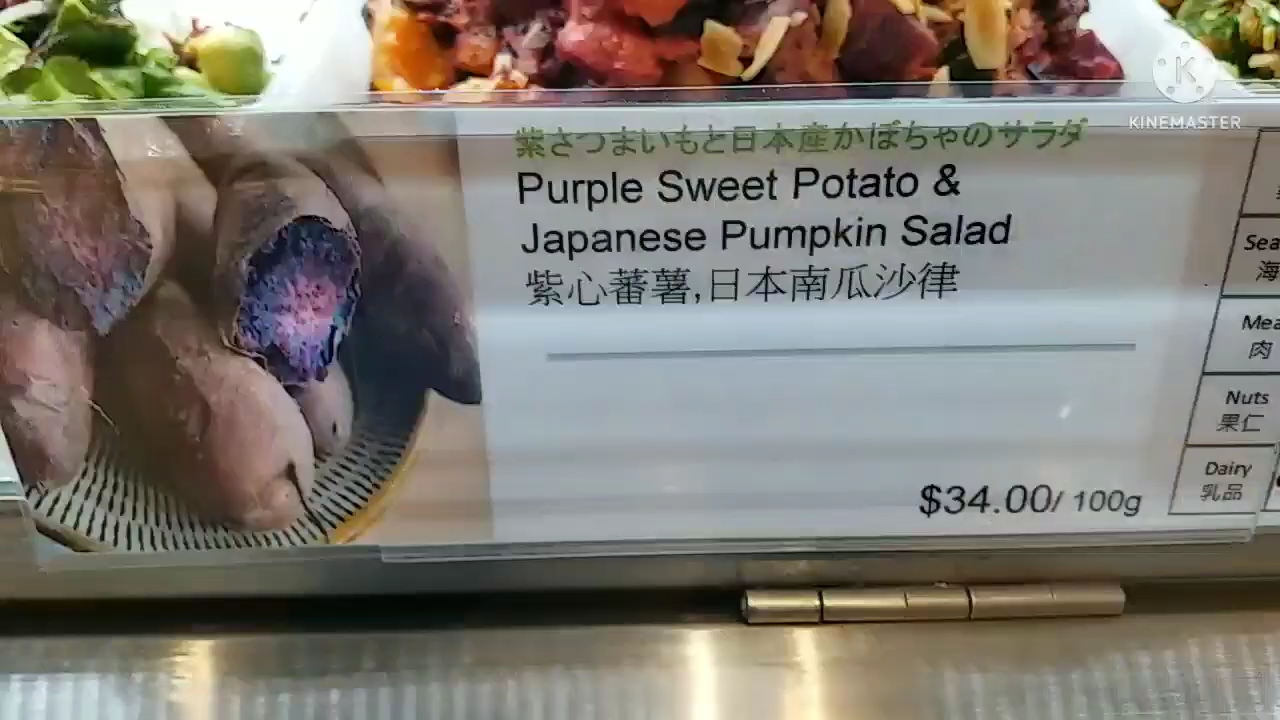 KINEMASTER
紫さつまいもと日本産かぼちゃのサラダ
Purple Sweet Potato &
Japanese Pumpkin Salad
紫心蕃薯,日本南瓜沙律
$34.00/ 100g
Sea
海
Mea
肉
Nuts
果仁
Dairy
乳品